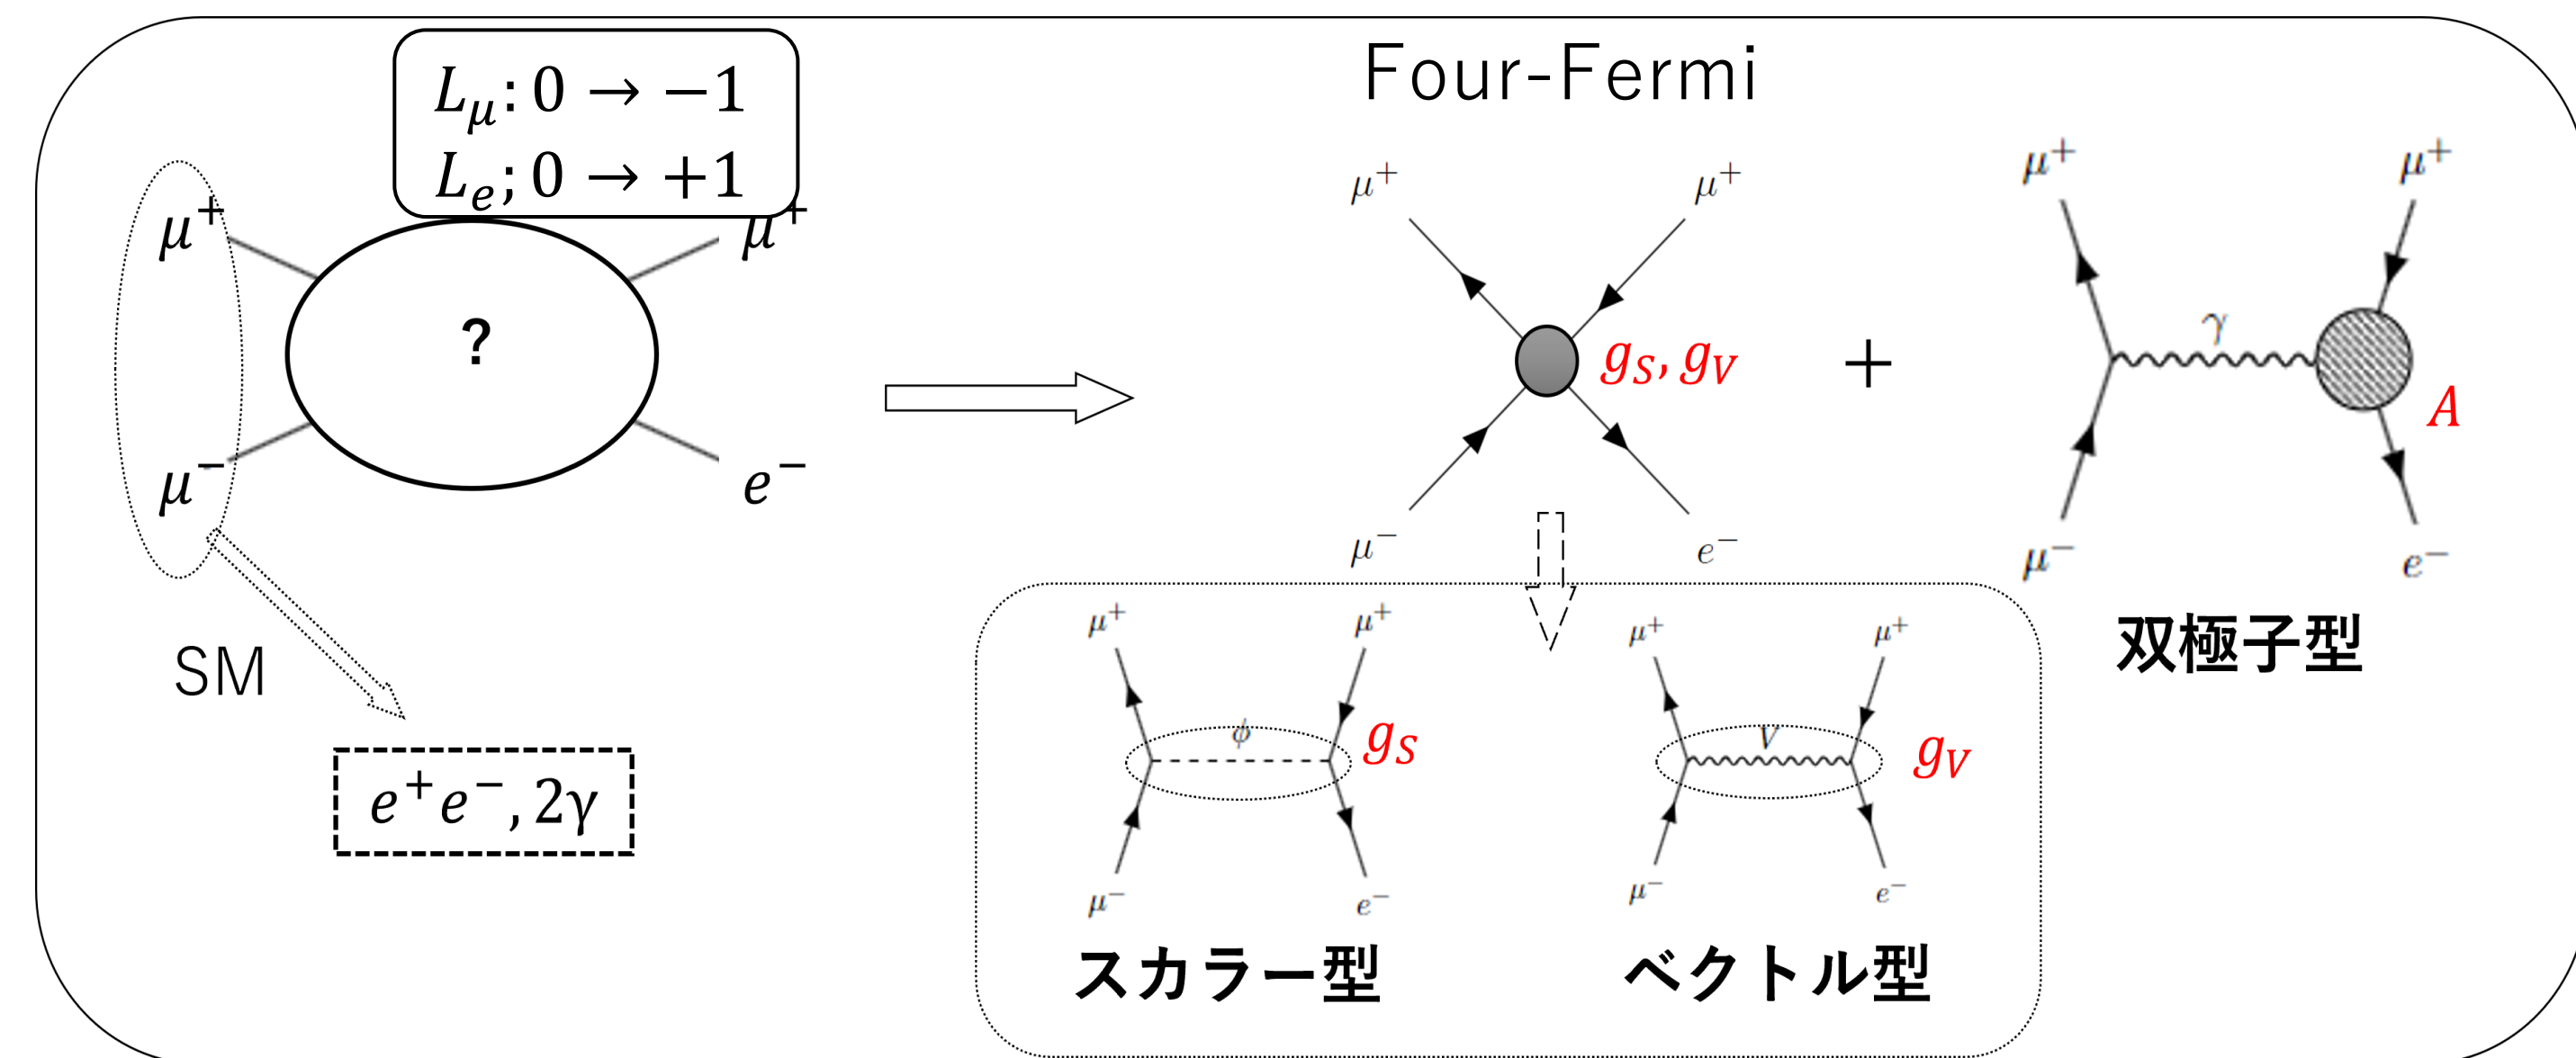 L_μ: 0 → −1
L_e; 0 → +1
μ⁺
μ⁺
?
μ⁻
e⁻
SM
e⁺e⁻, 2γ
Four-Fermi
μ⁺
μ⁺
g_S, g_V
μ⁻
e⁻
+
μ⁺
μ⁺
γ
A
μ⁻
e⁻
双極子型
μ⁺
μ⁺
ϕ
g_S
μ⁻
e⁻
スカラー型
μ⁺
μ⁺
V
g_V
μ⁻
e⁻
ベクトル型